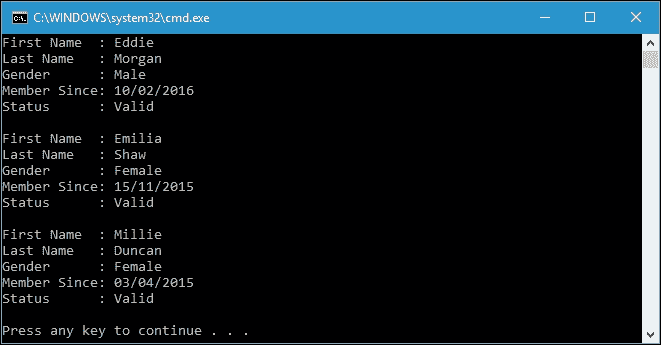 C:\WINDOWS\system32\cmd.exe
First Name  : Eddie
Last Name   : Morgan
Gender      : Male
Member Since: 10/02/2016
Status      : Valid
First Name  : Emilia
Last Name   : Shaw
Gender      : Female
Member Since: 15/11/2015
Status      : Valid
First Name  : Millie
Last Name   : Duncan
Gender      : Female
Member Since: 03/04/2015
Status      : Valid
Press any key to continue . . .